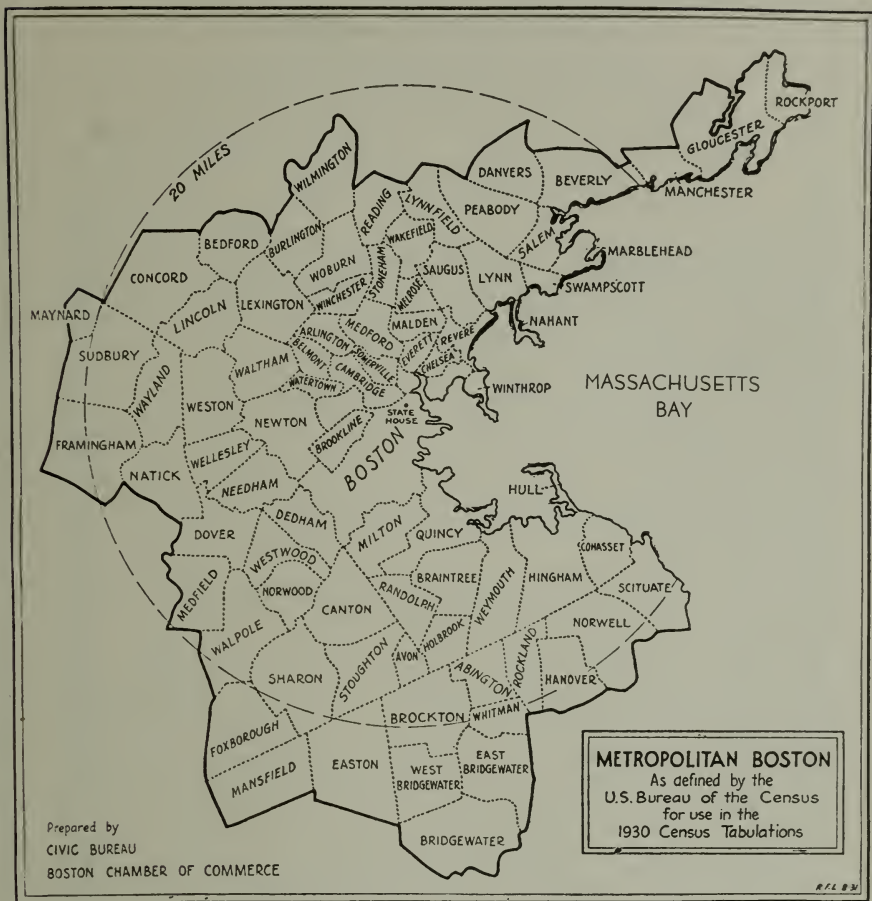 20 MILES
ROCKPORT
GLOUCESTER
MANCHESTER
WILMINGTON
DANVERS
BEVERLY
READING
LYNNFIELD
PEABODY
BEDFORD
BURLINGTON
WAKEFIELD
SALEM
CONCORD
WOBURN
STONEHAM
SAUGUS
LYNN
MARBLEHEAD
SWAMPSCOTT
MAYNARD
LINCOLN
LEXINGTON
WINCHESTER
MELROSE
NAHANT
SUDBURY
ARLINGTON
MEDFORD
MALDEN
REVERE
EVERETT
WALTHAM
BELMONT
SOMERVILLE
CHELSEA
WAYLAND
WATERTOWN
CAMBRIDGE
WINTHROP
MASSACHUSETTS
BAY
WESTON
STATE
HOUSE
NEWTON
BROOKLINE
BOSTON
FRAMINGHAM
WELLESLEY
NATICK
NEEDHAM
HULL
DEDHAM
DOVER
MILTON
QUINCY
COHASSET
WESTWOOD
BRAINTREE
WEYMOUTH
HINGHAM
SCITUATE
MEDFIELD
NORWOOD
RANDOLPH
CANTON
NORWELL
WALPOLE
HOLBROOK
AVON
ROCKLAND
SHARON
STOUGHTON
ABINGTON
HANOVER
BROCKTON
WHITMAN
FOXBOROUGH
MANSFIELD
EASTON
WEST
BRIDGEWATER
EAST
BRIDGEWATER
BRIDGEWATER
METROPOLITAN BOSTON
As defined by the
U.S. Bureau of the Census
for use in the
1930 Census Tabulations
Prepared by
CIVIC BUREAU
BOSTON CHAMBER OF COMMERCE
R.F.L. 8 31